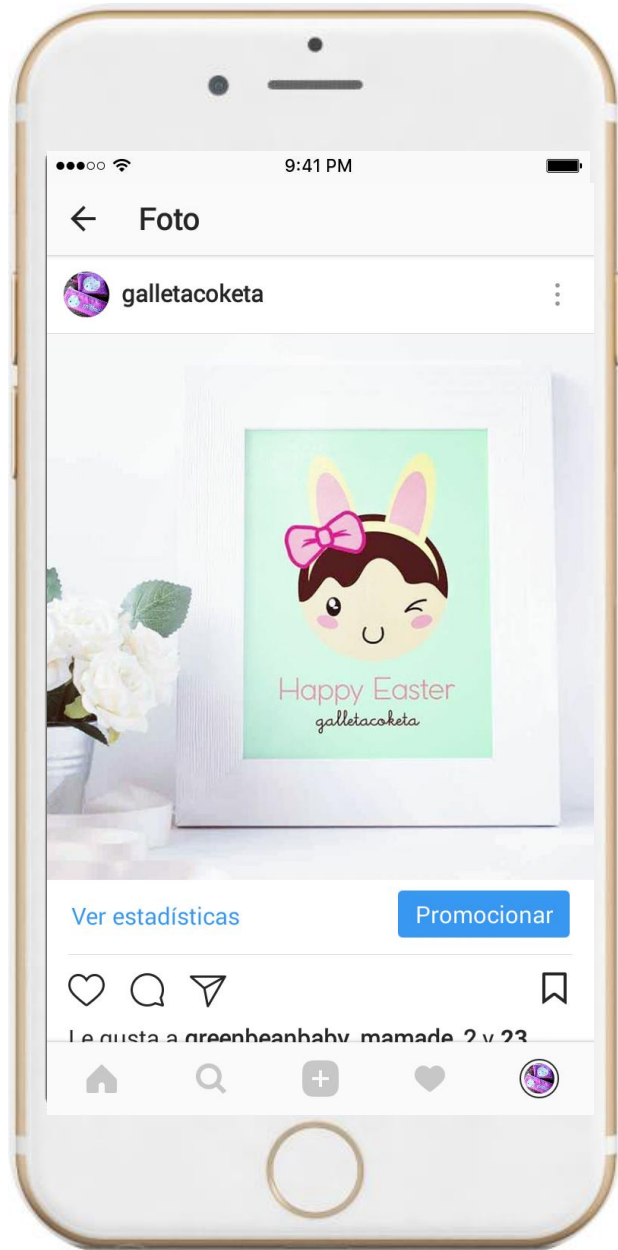 9:41 PM
Foto
galletacoketa
Happy Easter
galletacoketa
Ver estadísticas
Promocionar
Le gusta a greenbeanbaby, mamade_2 y 23